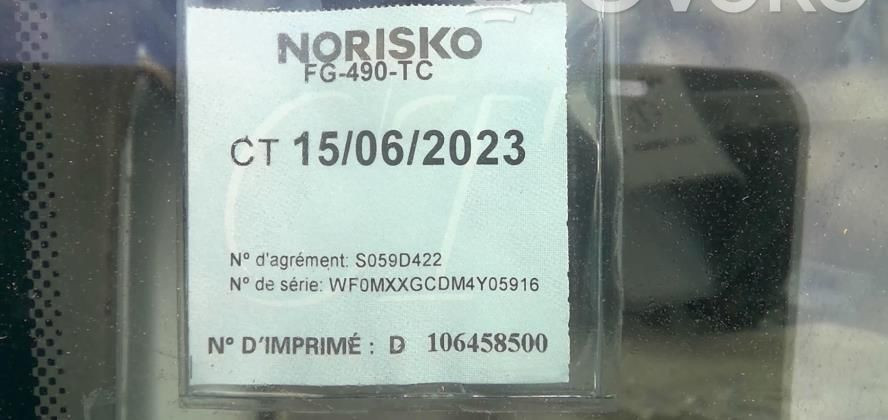 NORISKO
FG-490-TC
CT 15/06/2023
N° d'agrément: S059D422
N° de série: WF0MXXGCDM4Y05916
N° D'IMPRIMÉ : D 106458500